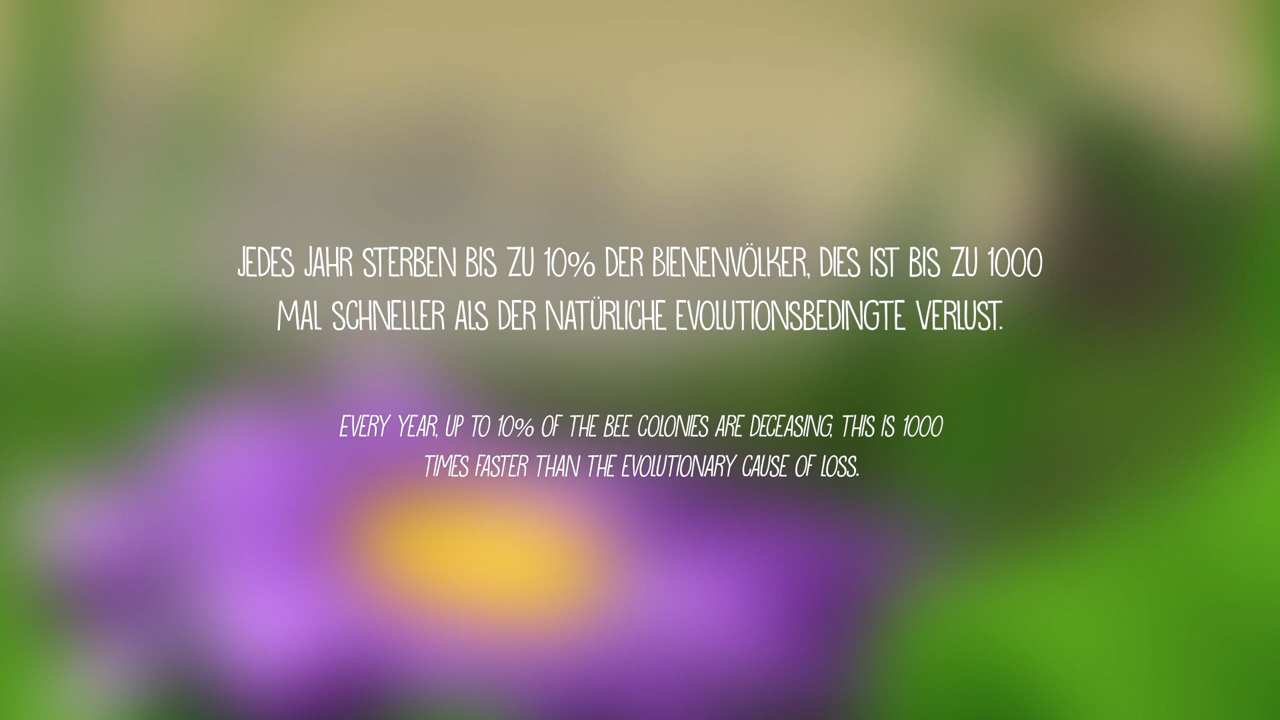 JEDES JAHR STERBEN BIS ZU 10% DER BIENENVÖLKER, DIES IST BIS ZU 1000
MAL SCHNELLER ALS DER NATÜRLICHE EVOLUTIONSBEDINGTE VERLUST.
EVERY YEAR, UP TO 10% OF THE BEE COLONIES ARE DECEASING, THIS IS 1000
TIMES FASTER THAN THE EVOLUTIONARY CAUSE OF LOSS.